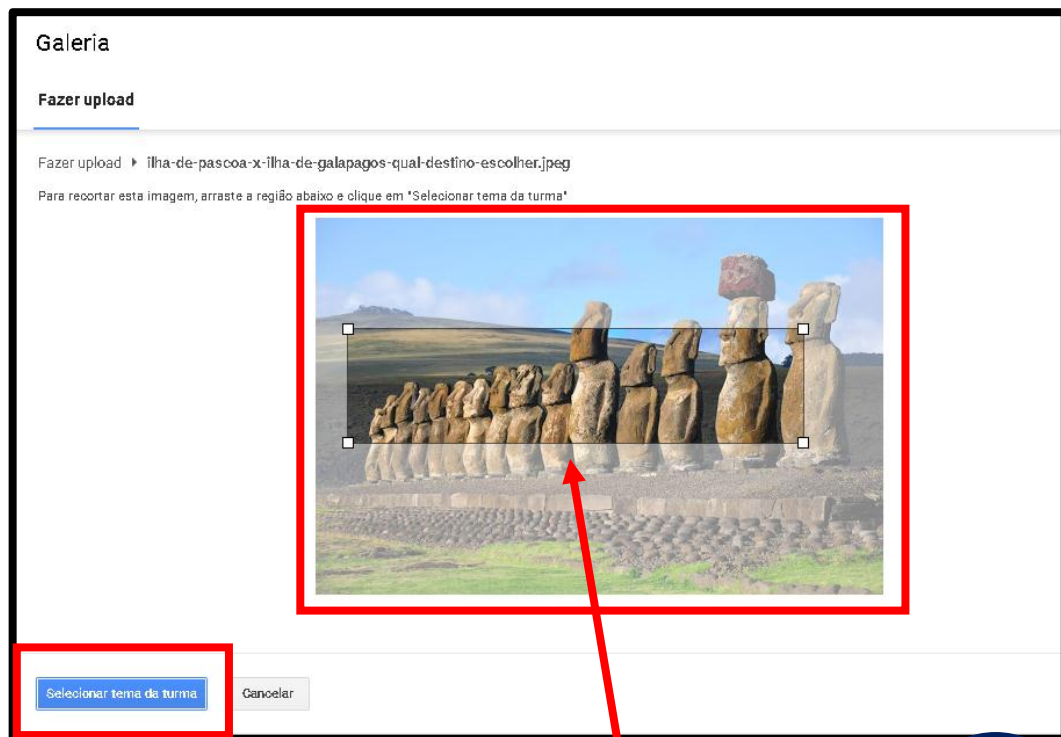 Galeria
Fazer upload
Fazer upload ▸ ilha-de-pascoa-x-ilha-de-galapagos-qual-destino-escolher.jpeg
Para recortar esta imagem, arraste a região abaixo e clique em "Selecionar tema da turma"
Selecionar tema da turma
Cancelar